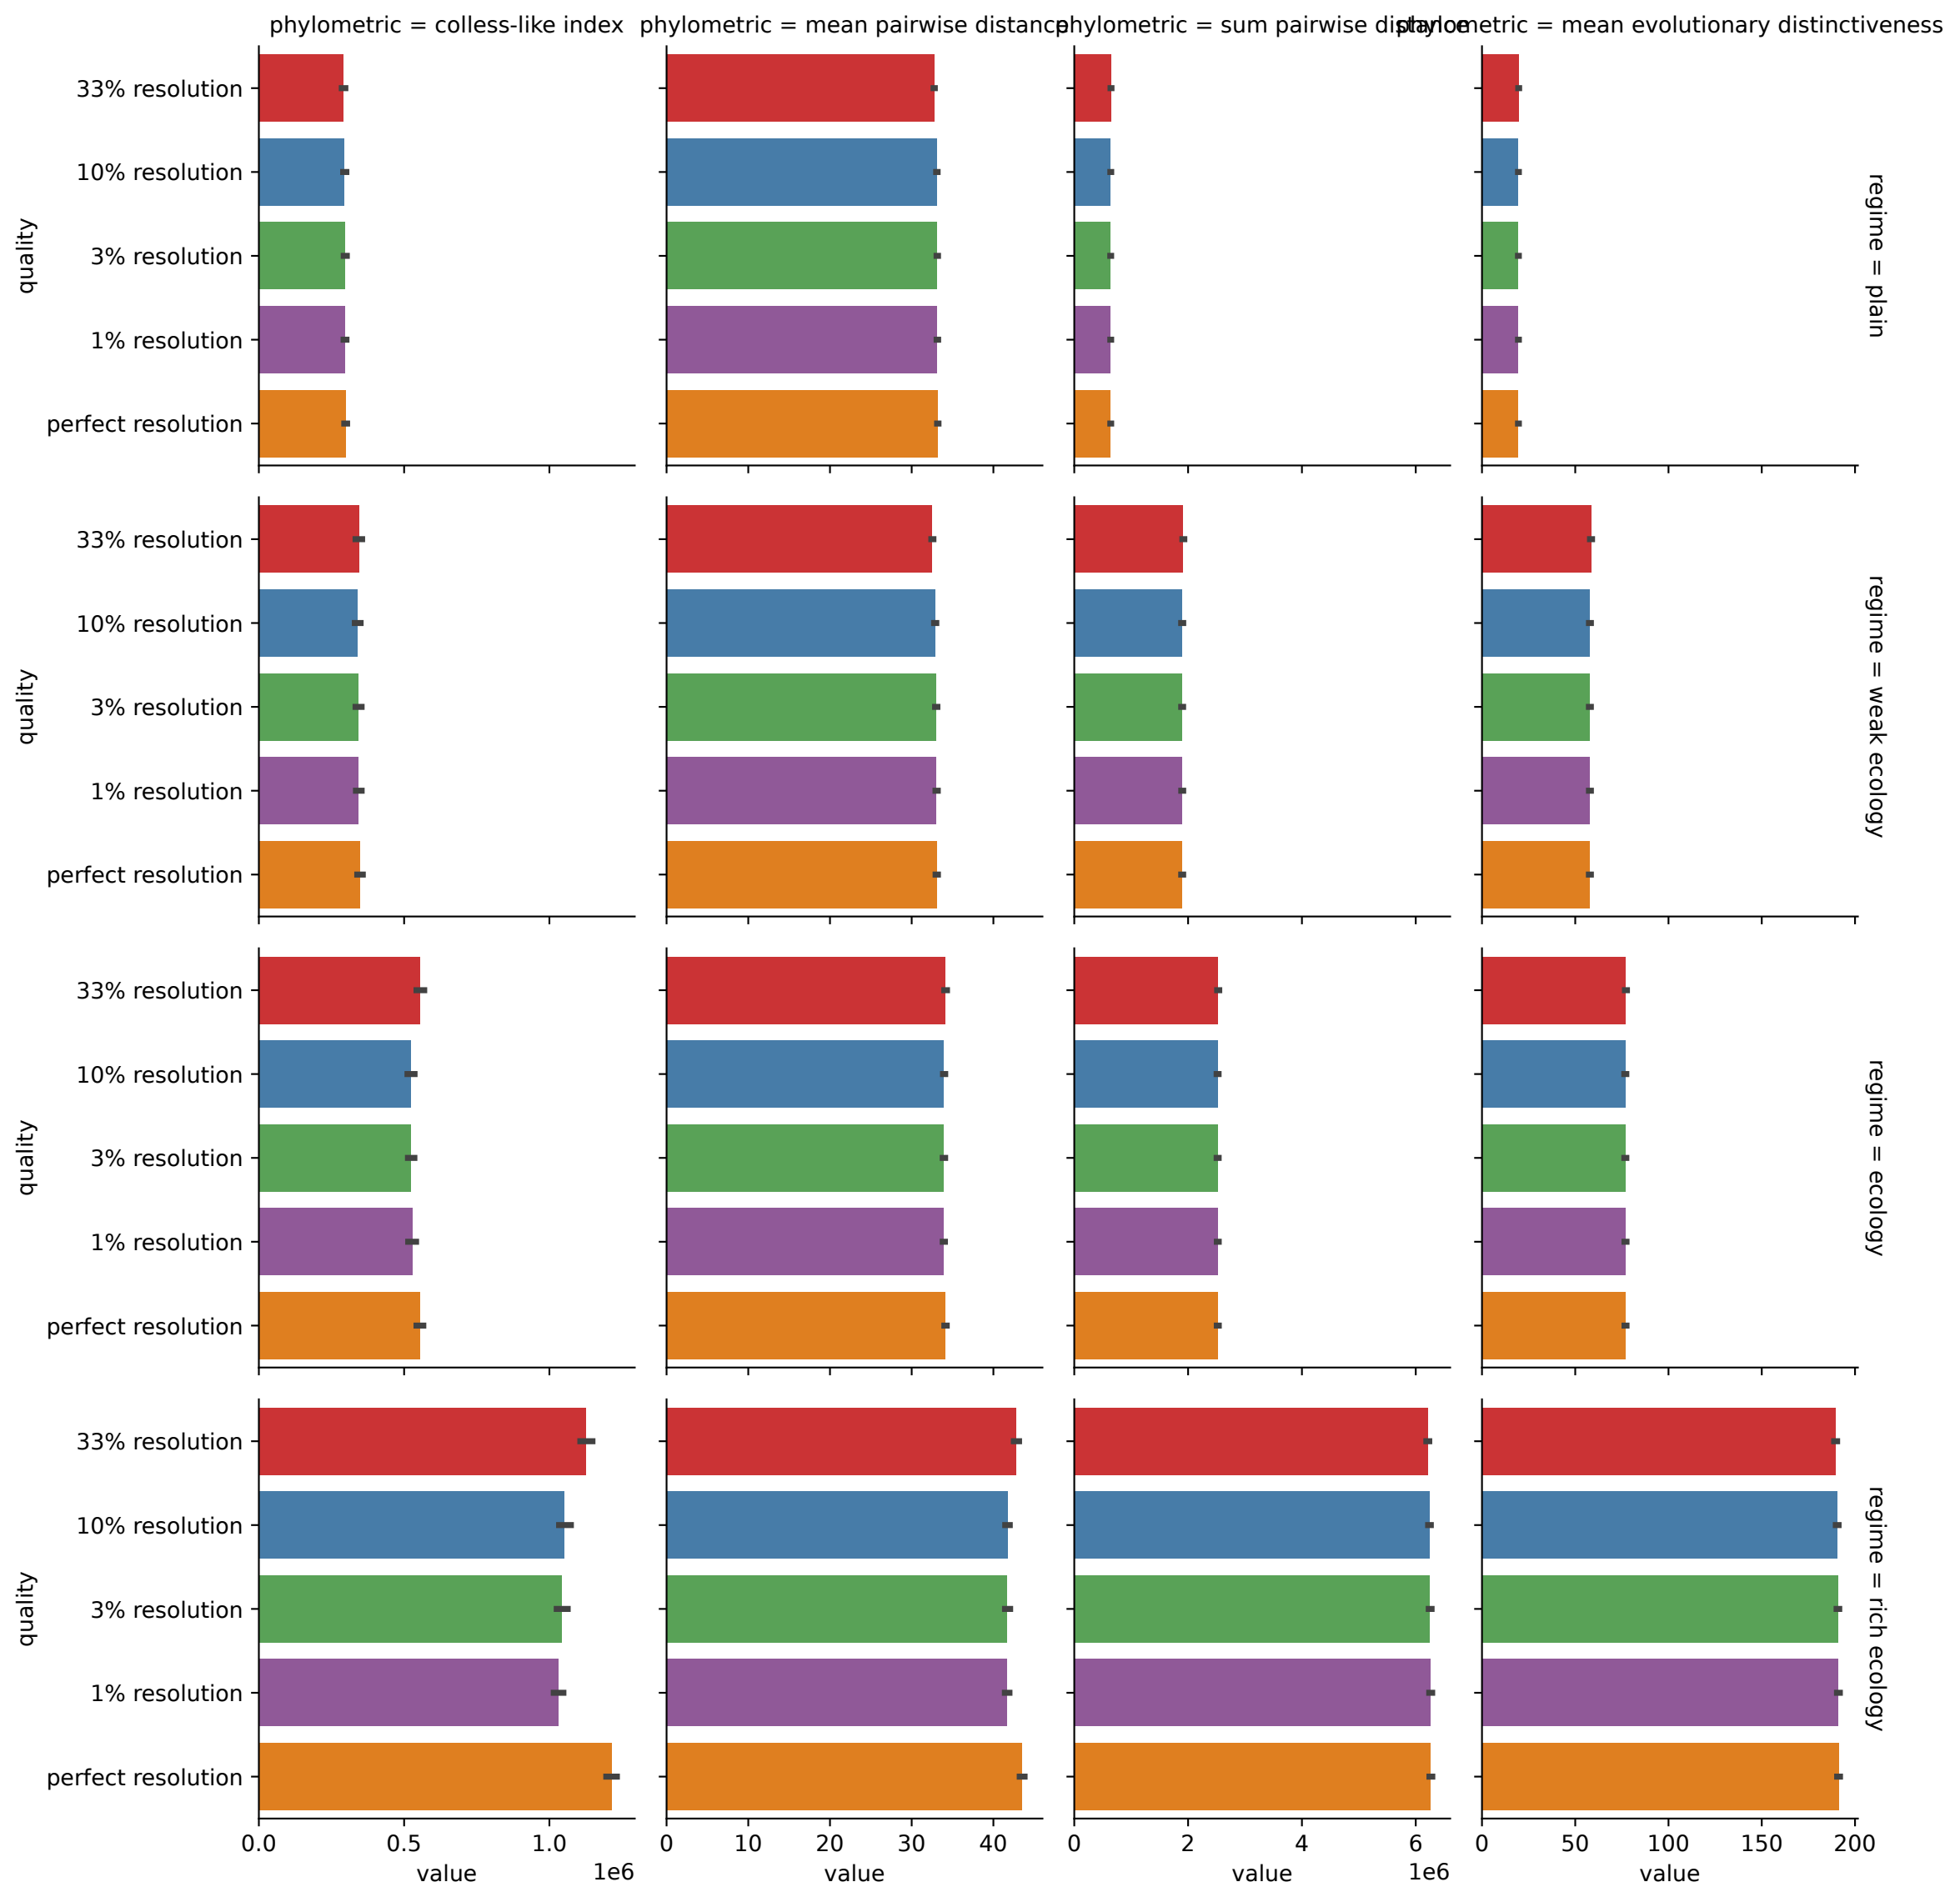 phylometric = colless-like index
phylometric = mean pairwise distance
phylometric = sum pairwise distance
phylometric = mean evolutionary distinctiveness
quality
33% resolution
10% resolution
3% resolution
1% resolution
perfect resolution
regime = plain
quality
33% resolution
10% resolution
3% resolution
1% resolution
perfect resolution
regime = weak ecology
quality
33% resolution
10% resolution
3% resolution
1% resolution
perfect resolution
regime = ecology
quality
33% resolution
10% resolution
3% resolution
1% resolution
perfect resolution
regime = rich ecology
0.0 0.5 1.0
1e6
value
0 10 20 30 40
value
0 2 4 6
1e6
value
0 50 100 150 200
value